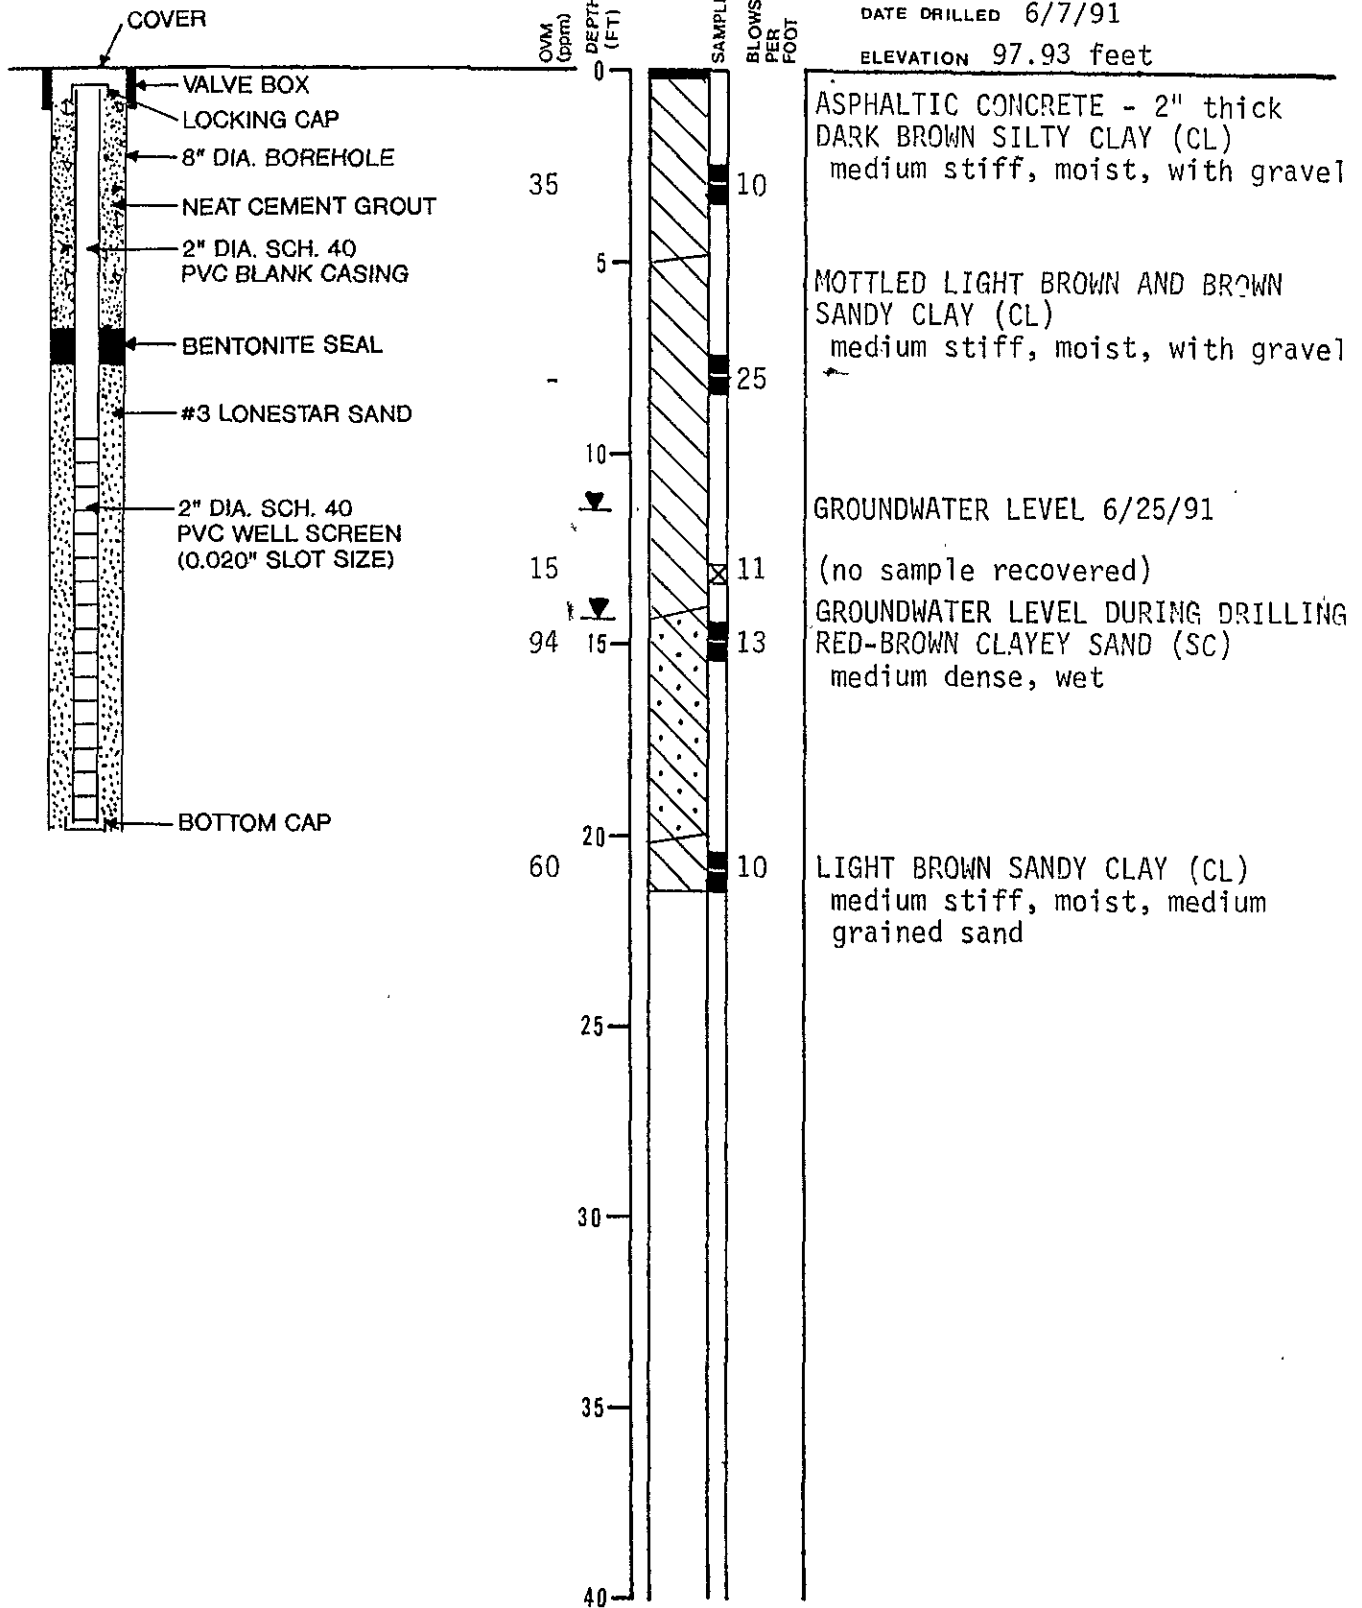 COVER
VALVE BOX
LOCKING CAP
8" DIA. BOREHOLE
NEAT CEMENT GROUT
2" DIA. SCH. 40
PVC BLANK CASING
BENTONITE SEAL
#3 LONESTAR SAND
2" DIA. SCH. 40
PVC WELL SCREEN
(0.020" SLOT SIZE)
BOTTOM CAP
OVM
(ppm)
35
-
15
94
60
DEPTH
(FT)
0
5
10
15
20
25
30
35
40
SAMPLE
BLOWS
PER
FOOT
10
25
11
13
10
DATE DRILLED 6/7/91
ELEVATION 97.93 feet
ASPHALTIC CONCRETE - 2" thick
DARK BROWN SILTY CLAY (CL)
medium stiff, moist, with gravel
MOTTLED LIGHT BROWN AND BROWN
SANDY CLAY (CL)
medium stiff, moist, with gravel
GROUNDWATER LEVEL 6/25/91
(no sample recovered)
GROUNDWATER LEVEL DURING DRILLING
RED-BROWN CLAYEY SAND (SC)
medium dense, wet
LIGHT BROWN SANDY CLAY (CL)
medium stiff, moist, medium
grained sand